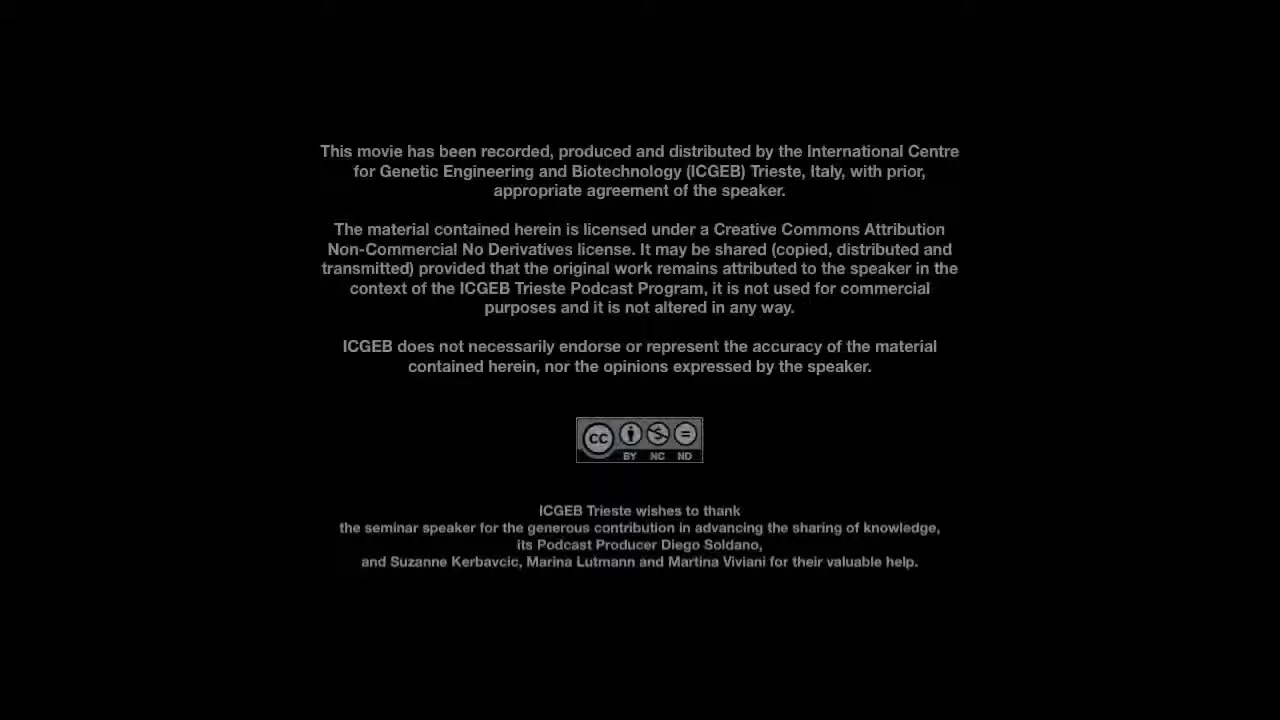 This movie has been recorded, produced and distributed by the International Centre
for Genetic Engineering and Biotechnology (ICGEB) Trieste, Italy, with prior,
appropriate agreement of the speaker.
The material contained herein is licensed under a Creative Commons Attribution
Non-Commercial No Derivatives license. It may be shared (copied, distributed and
transmitted) provided that the original work remains attributed to the speaker in the
context of the ICGEB Trieste Podcast Program, it is not used for commercial
purposes and it is not altered in any way.
ICGEB does not necessarily endorse or represent the accuracy of the material
contained herein, nor the opinions expressed by the speaker.
CC
BY NC ND
ICGEB Trieste wishes to thank
the seminar speaker for the generous contribution in advancing the sharing of knowledge,
its Podcast Producer Diego Soldano,
and Suzanne Kerbavcic, Marina Lutmann and Martina Viviani for their valuable help.